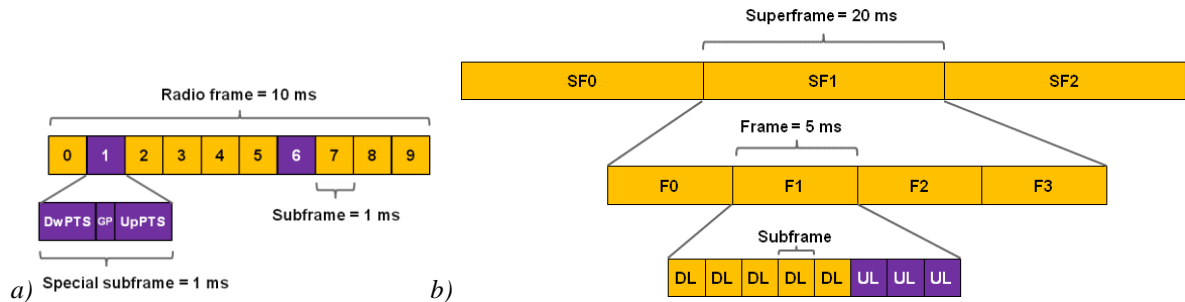 a)
Radio frame = 10 ms
0 1 2 3 4 5 6 7 8 9
Subframe = 1 ms
DwPTS GP UpPTS
Special subframe = 1 ms
b)
Superframe = 20 ms
SF0 SF1 SF2
Frame = 5 ms
F0 F1 F2 F3
Subframe
DL DL DL DL DL UL UL UL